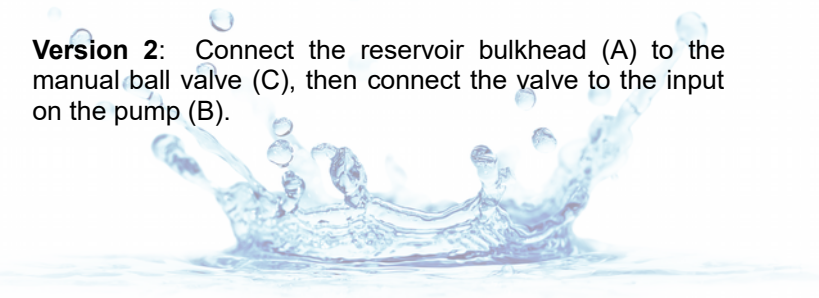 Version 2: Connect the reservoir bulkhead (A) to the
manual ball valve (C), then connect the valve to the input
on the pump (B).